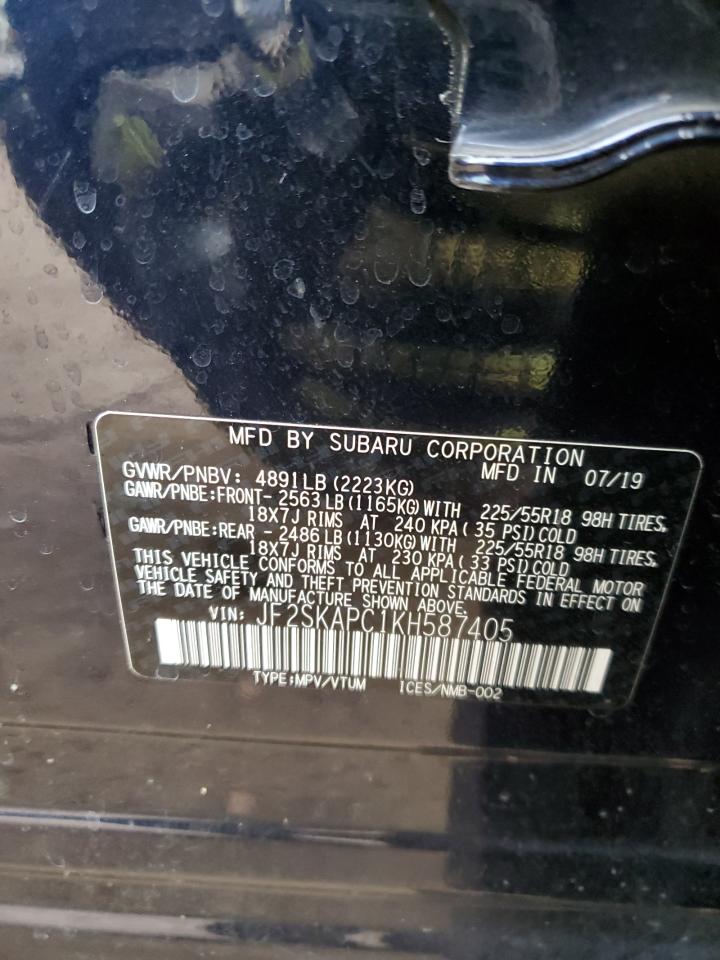 MFD BY SUBARU CORPORATION
GVWR/PNBV: 4891LB (2223KG) MFD IN 07/19
GAWR/PNBE:FRONT- 2563LB (1165KG) WITH 225/55R18 98H TIRES,
18X7J RIMS AT 240 KPA ( 35 PSI) COLD
GAWR/PNBE:REAR - 2486LB (1130KG) WITH 225/55R18 98H TIRES,
18X7J RIMS AT 230 KPA ( 33 PSI) COLD
THIS VEHICLE CONFORMS TO ALL APPLICABLE FEDERAL MOTOR
VEHICLE SAFETY AND THEFT PREVENTION STANDARDS IN EFFECT ON
THE DATE OF MANUFACTURE SHOWN ABOVE.
VIN: JF2SKAPC1KH587405
TYPE:MPV/VTUM ICES/NMB-002